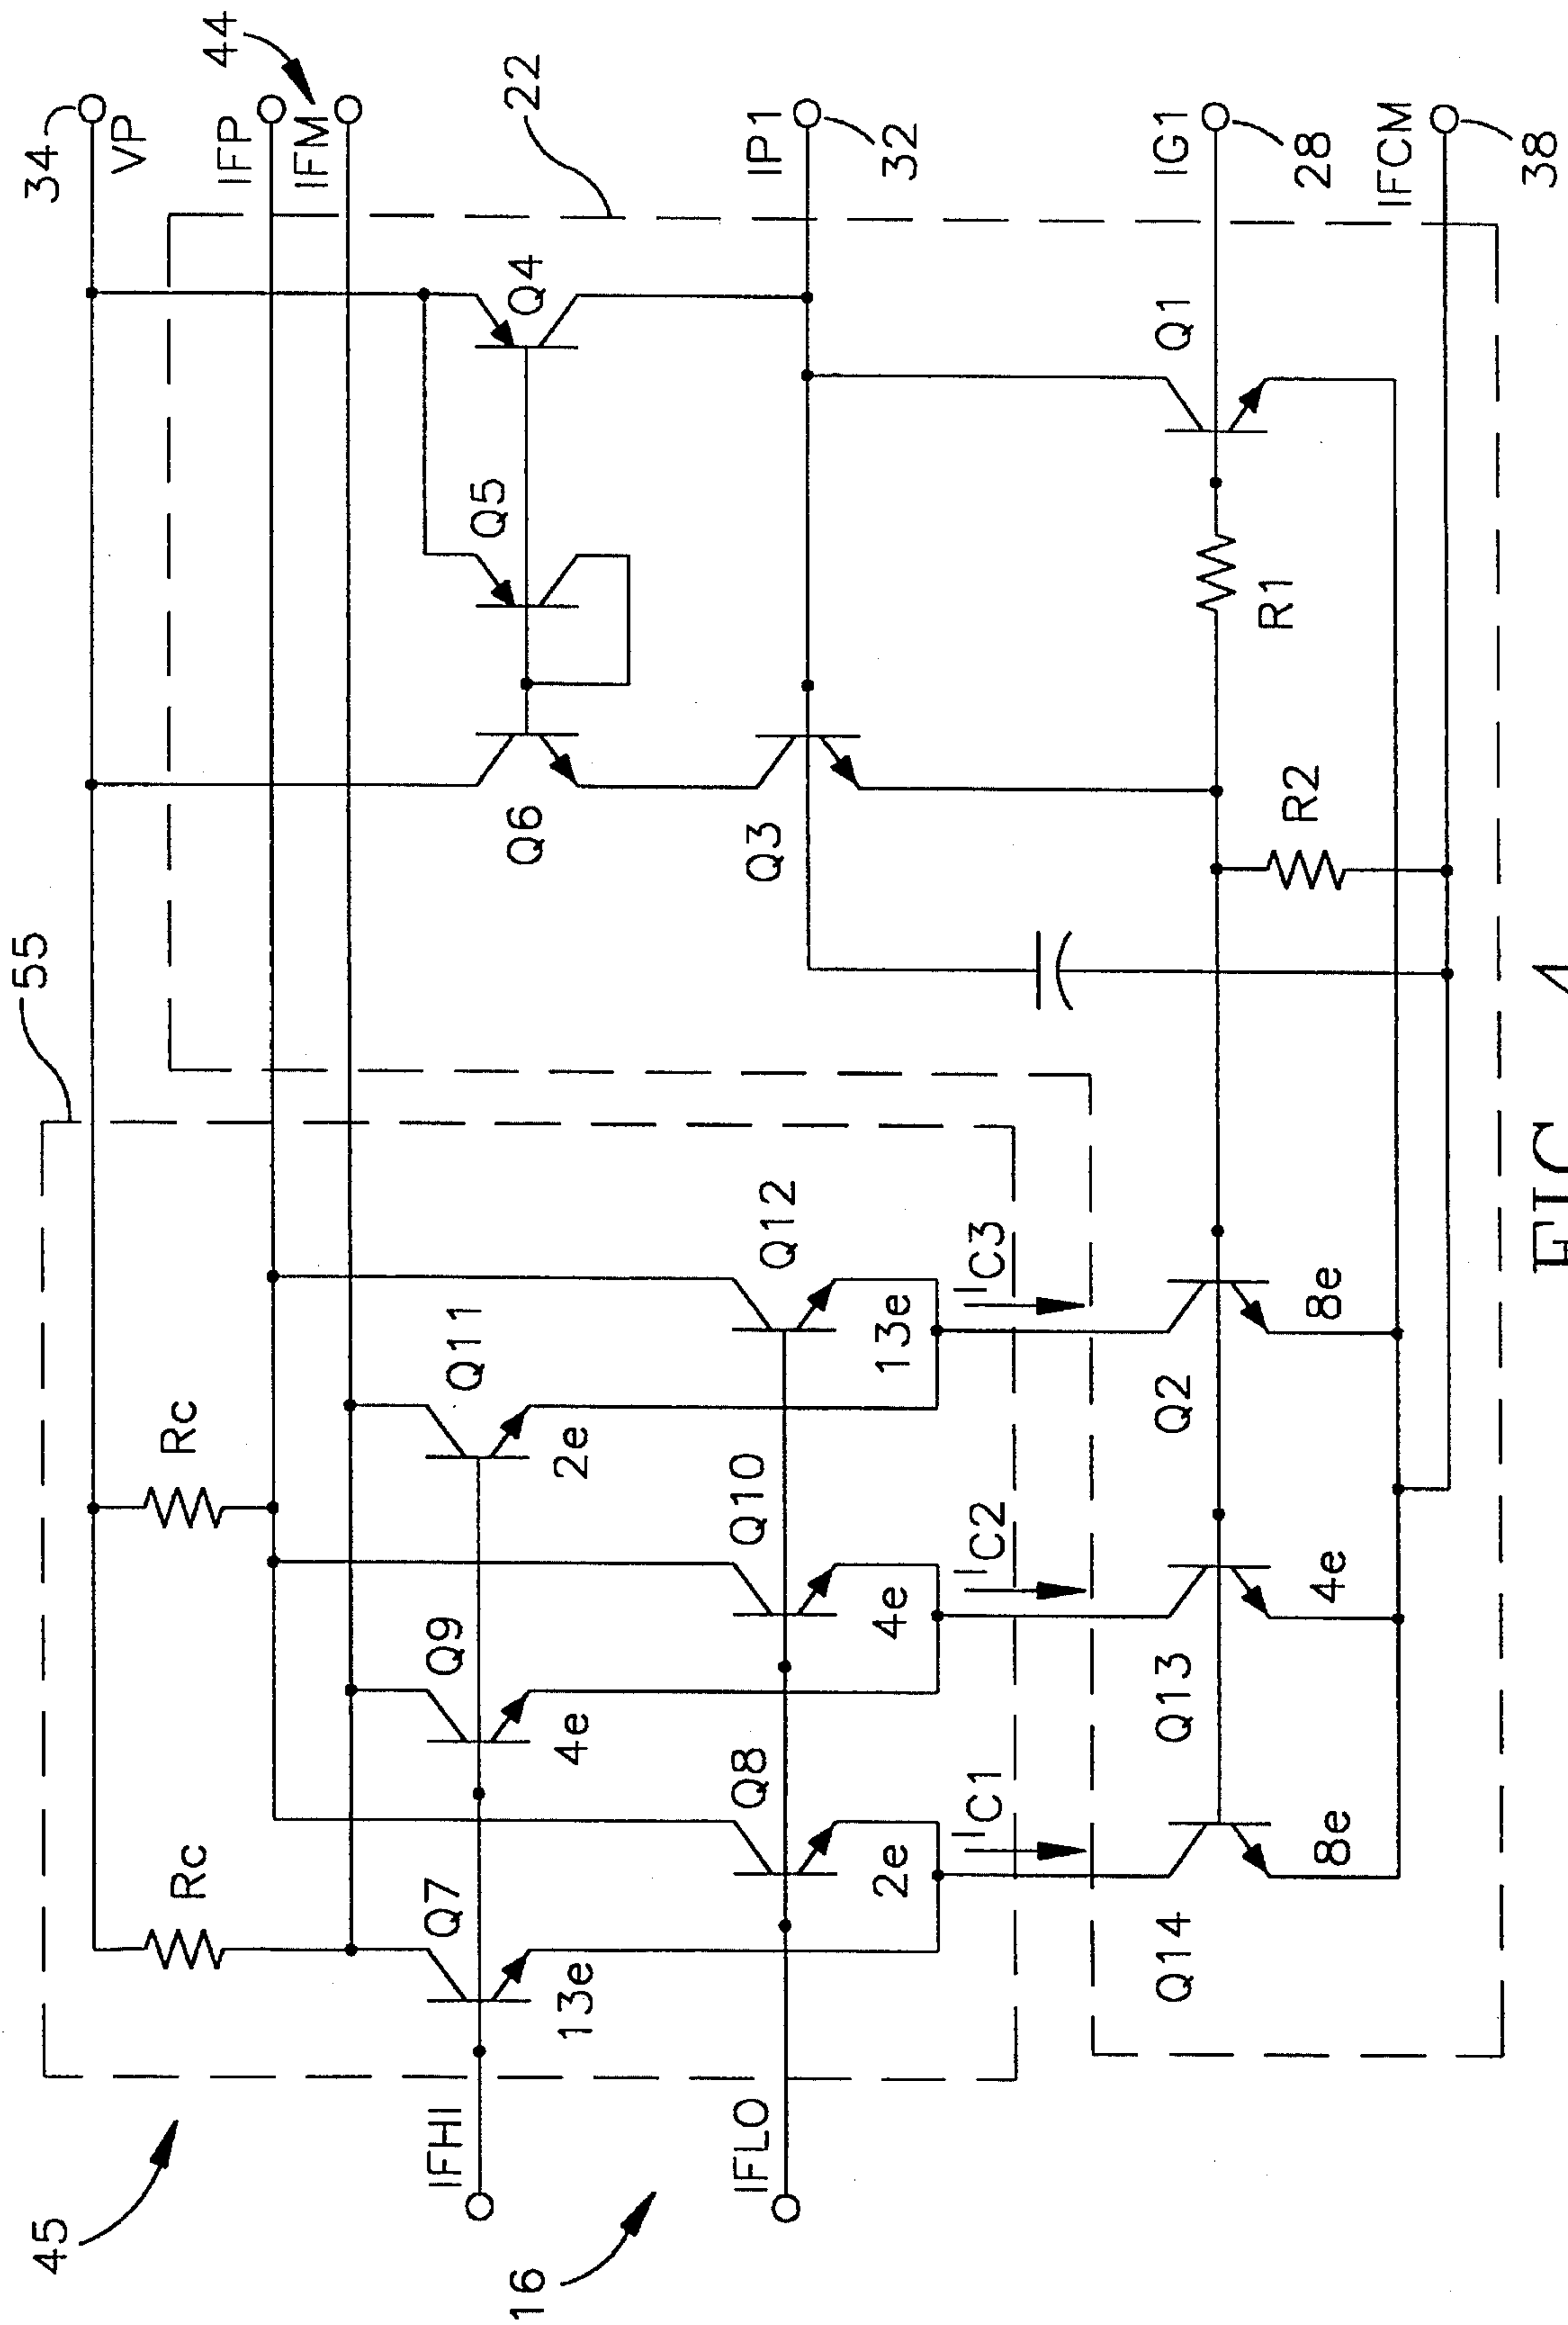 45
55
34
VP
Rc
Rc
IFP
44
IFM
22
IFHI
Q7
13e
Q9
4e
Q11
2e
Q6
Q5
Q4
16
IFLO
Q8
2e
Q10
4e
Q12
13e
Q3
IP1
32
IC1
IC2
IC3
Q14
8e
Q13
4e
Q2
8e
R2
R1
Q1
IG1
28
IFCM
38